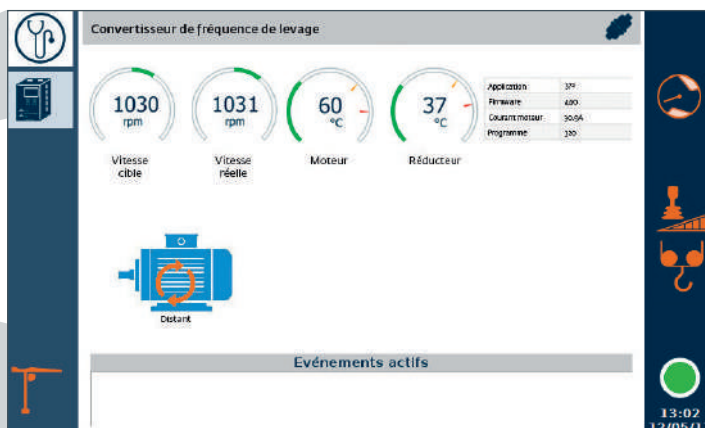 Convertisseur de fréquence de levage
1030
rpm
Vitesse
cible
1031
rpm
Vitesse
réelle
60
°C
Moteur
37
°C
Réducteur
Application
Firmware 400
Courant moteur 30.9A
Programme 320
Distant
Evénements actifs
13:02